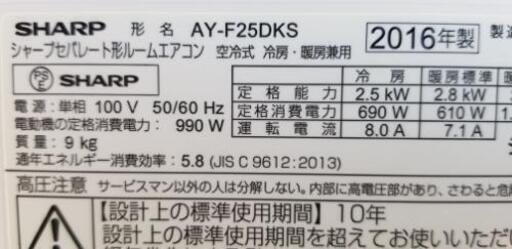 SHARP 形名 AY-F25DKS 2016年製
シャープセパレート形ルームエアコン 空冷式 冷房・暖房兼用
PSE SHARP
冷房 暖房標準
定格能力 2.5 kW 2.8 kW
電源:単相 100 V 50/60 Hz 定格消費電力 690 W 610 W
電動機の定格消費電力: 990 W 運転電流 8.0 A 7.1 A
質量:9 kg
通年エネルギー消費効率:5.8 (JIS C 9612:2013)
高圧注意 サービスマン以外の人は分解しない。内部に高電圧部があり、さわると
【設計上の標準使用期間】10年
設計上の標準使用期間を超えてお使いいただ